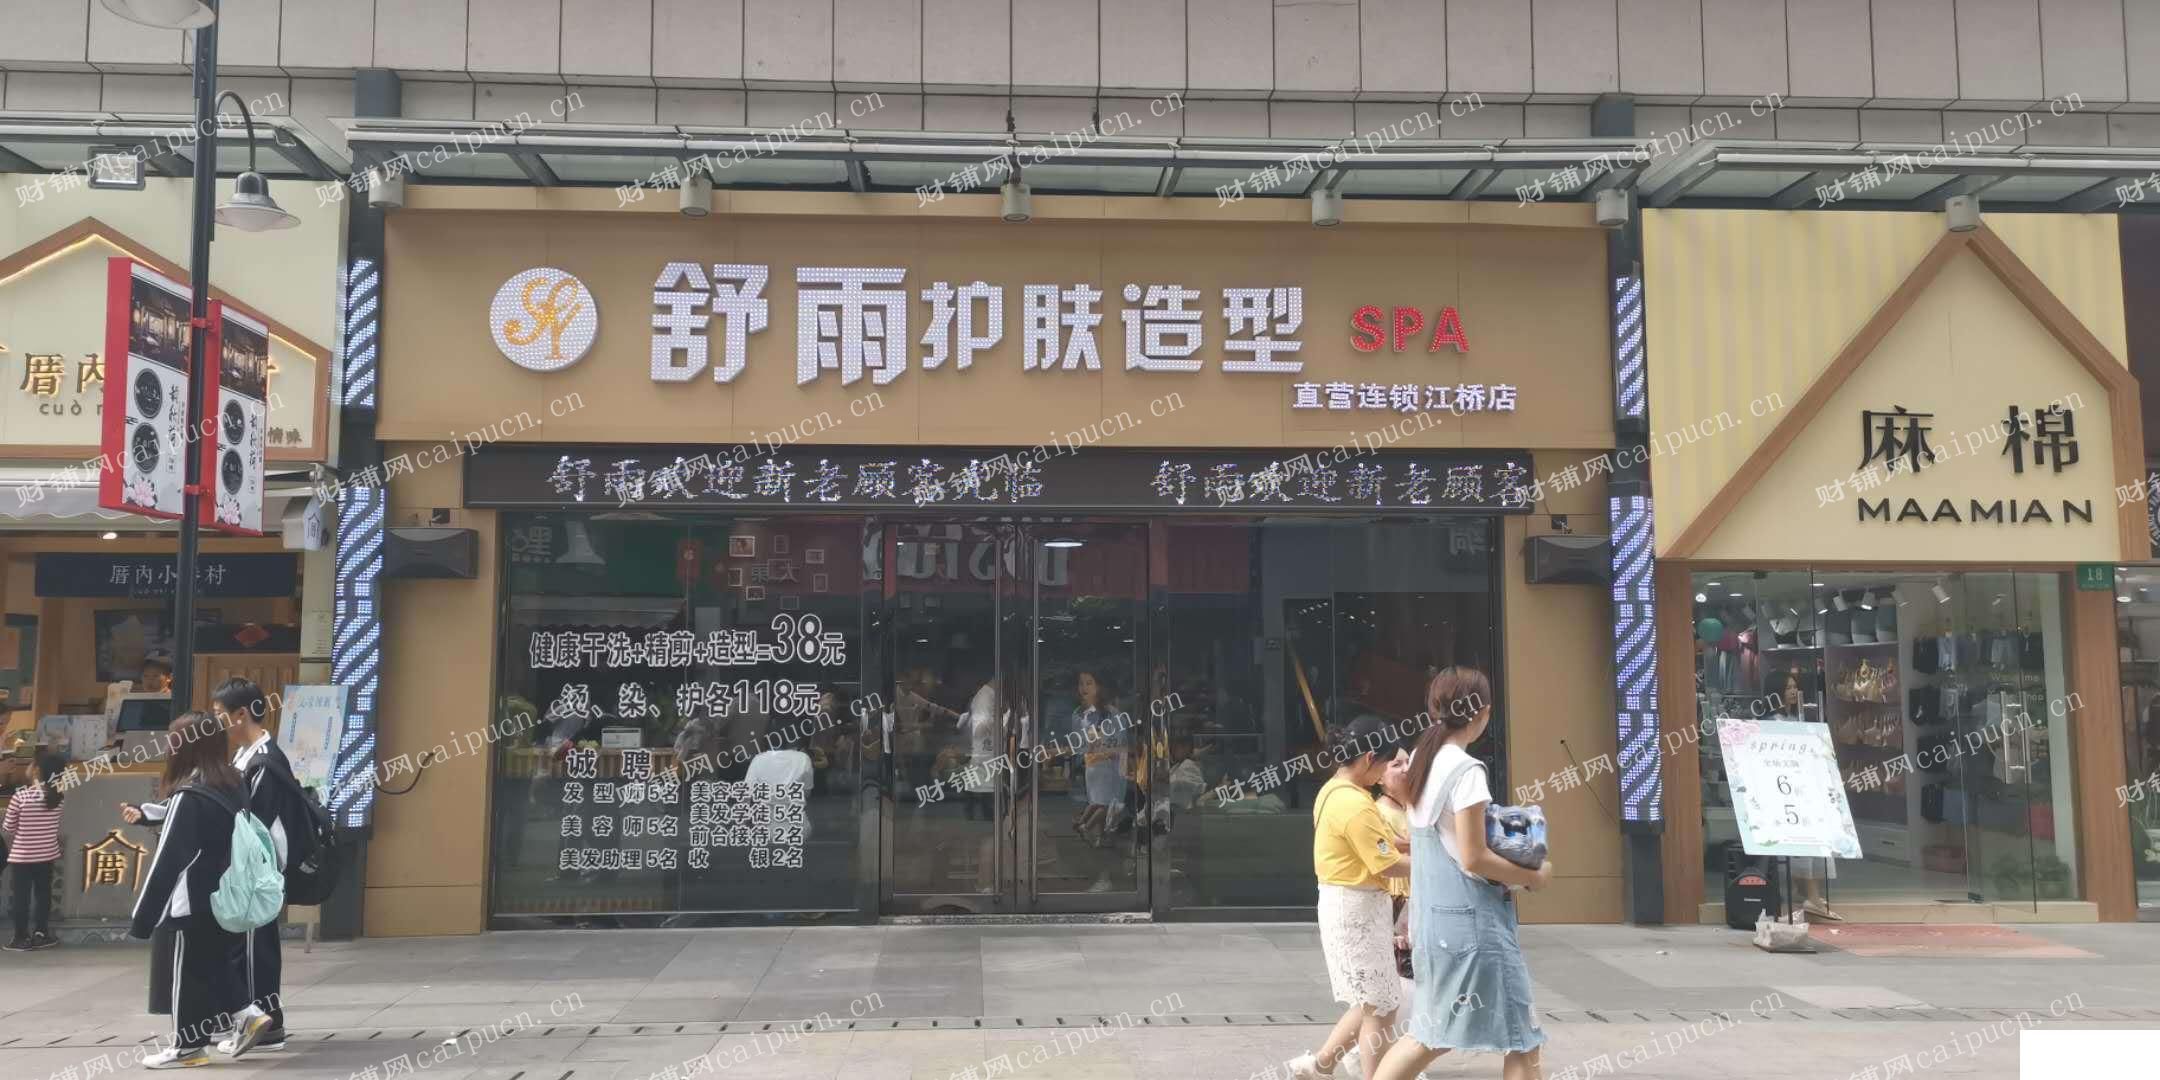 舒雨护肤造型 SPA
直营连锁江桥店
舒雨欢迎新老顾客光临 舒雨欢迎新老顾客
健康干洗+精剪+造型=38元
烫、染、护各118元
诚 聘
发型师5名 美容学徒5名
美发学徒5名
美容师5名 前台接待2名
美发助理5名 收银2名
厝内
cuò
情味
厝内小
村
厝
麻棉
MAAMIAN
18
spring
6
5
财铺网caipucn.cn